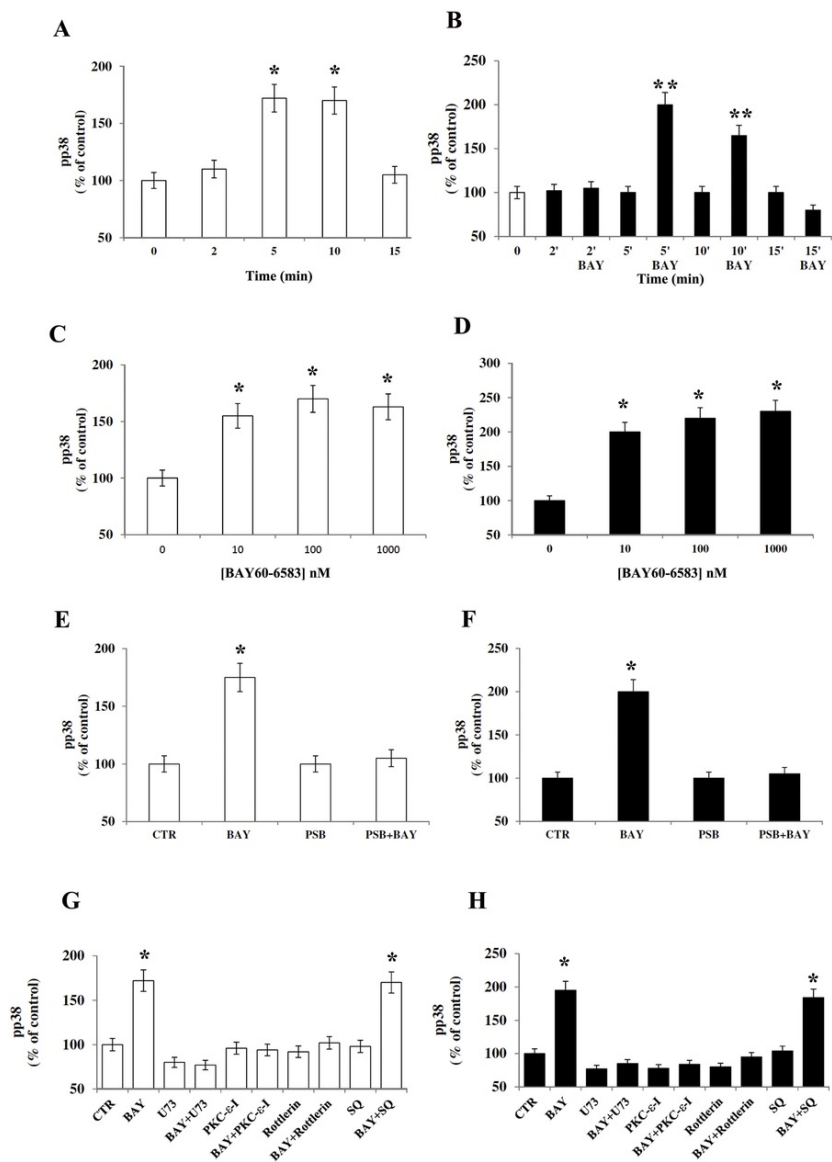 A
pp38
(% of control)
200
150
100
50
*
*
0
2
5
10
15
Time (min)
B
pp38
(% of control)
250
200
150
100
50
**
**
0
2'
2'
BAY
5'
5'
BAY
10'
10'
BAY
15'
15'
BAY
Time (min)
C
pp38
(% of control)
200
150
100
50
*
*
*
0
10
100
1000
[BAY60-6583] nM
D
pp38
(% of control)
300
250
200
150
100
50
*
*
*
0
10
100
1000
[BAY60-6583] nM
E
pp38
(% of control)
200
150
100
50
*
CTR
BAY
PSB
PSB+BAY
F
pp38
(% of control)
250
200
150
100
50
*
CTR
BAY
PSB
PSB+BAY
G
pp38
(% of control)
200
150
100
50
*
*
CTR
BAY
U73
BAY+U73
PKC-ε-I
BAY+PKC-ε-I
Rottlerin
BAY+Rottlerin
SQ
BAY+SQ
H
pp38
(% of control)
250
200
150
100
50
*
*
CTR
BAY
U73
BAY+U73
PKC-ε-I
BAY+PKC-ε-I
Rottlerin
BAY+Rottlerin
SQ
BAY+SQ